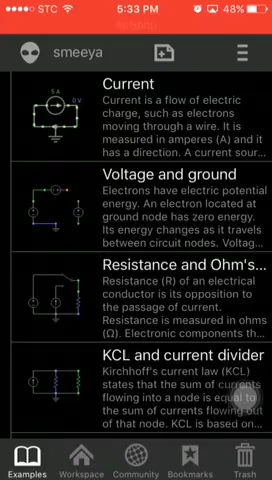 STC 5:33 PM 48%
smeeya
5 A
0 V
Current
Current is a flow of electric
charge, such as electrons
moving through a wire. It is
measured in amperes (A) and it
has a direction. A current sour...
Voltage and ground
Electrons have electric potential
energy. An electron located at
ground node has zero energy.
Its energy changes as it travels
between circuit nodes. Voltag...
Resistance and Ohm's...
Resistance (R) of an electrical
conductor is its opposition to
the passage of current.
Resistance is measured in ohms
(Ω). Electronic components th...
KCL and current divider
Kirchhoff's current law (KCL)
states that the sum of currents
flowing into a node is equal to
the sum of currents flowing out
of that node. KCL is based on...
Examples Workspace Community Bookmarks Trash